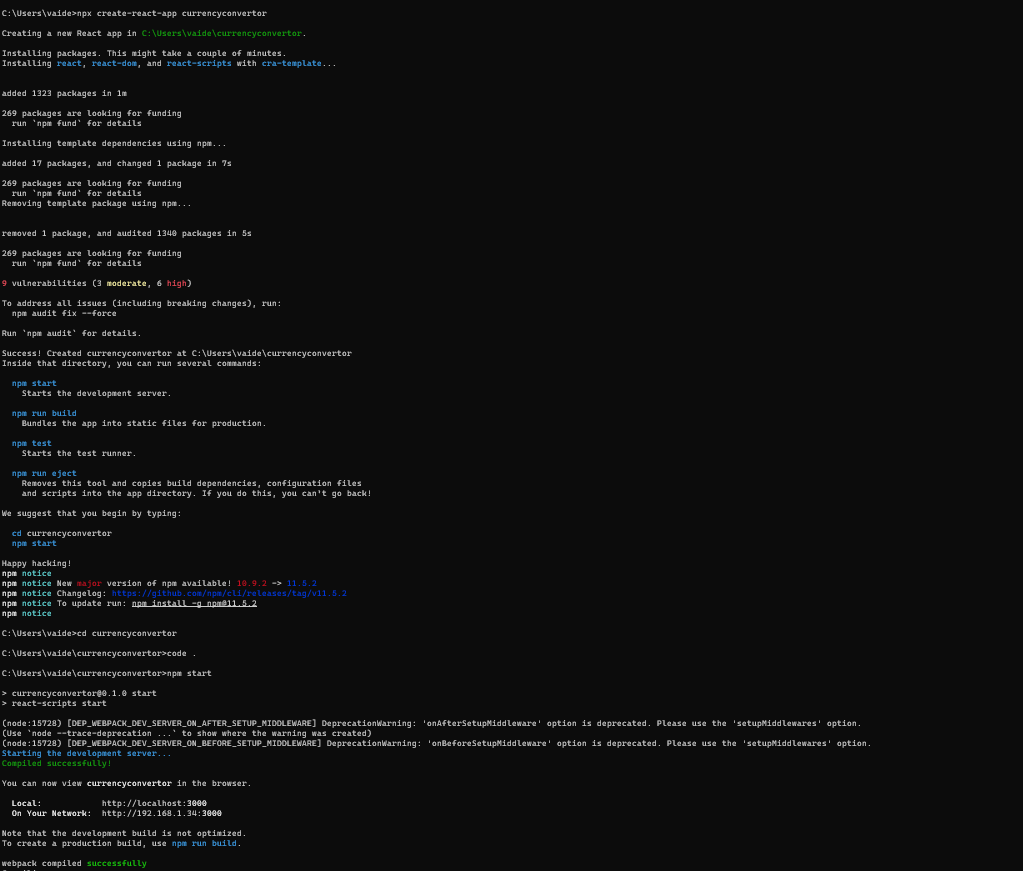 C:\Users\vaide>npx create-react-app currencyconvertor
Creating a new React app in C:\Users\vaide\currencyconvertor.
Installing packages. This might take a couple of minutes.
Installing react, react-dom, and react-scripts with cra-template...
added 1323 packages in 1m
269 packages are looking for funding
run `npm fund` for details
Installing template dependencies using npm...
added 17 packages, and changed 1 package in 7s
269 packages are looking for funding
run `npm fund` for details
Removing template package using npm...
removed 1 package, and audited 1340 packages in 5s
269 packages are looking for funding
run `npm fund` for details
9 vulnerabilities (3 moderate, 6 high)
To address all issues (including breaking changes), run:
npm audit fix --force
Run `npm audit` for details.
Success! Created currencyconvertor at C:\Users\vaide\currencyconvertor
Inside that directory, you can run several commands:
npm start
Starts the development server.
npm run build
Bundles the app into static files for production.
npm test
Starts the test runner.
npm run eject
Removes this tool and copies build dependencies, configuration files
and scripts into the app directory. If you do this, you can't go back!
We suggest that you begin by typing:
cd currencyconvertor
npm start
Happy hacking!
npm notice
npm notice New major version of npm available! 10.9.2 -> 11.5.2
npm notice Changelog: https://github.com/npm/cli/releases/tag/v11.5.2
npm notice To update run: npm install -g npm@11.5.2
npm notice
C:\Users\vaide>cd currencyconvertor
C:\Users\vaide\currencyconvertor>code .
C:\Users\vaide\currencyconvertor>npm start
> currencyconvertor@0.1.0 start
> react-scripts start
(node:15728) [DEP_WEBPACK_DEV_SERVER_ON_AFTER_SETUP_MIDDLEWARE] DeprecationWarning: 'onAfterSetupMiddleware' option is deprecated. Please use the 'setupMiddlewares' option.
(Use `node --trace-deprecation ...` to show where the warning was created)
(node:15728) [DEP_WEBPACK_DEV_SERVER_ON_BEFORE_SETUP_MIDDLEWARE] DeprecationWarning: 'onBeforeSetupMiddleware' option is deprecated. Please use the 'setupMiddlewares' option.
Starting the development server...
Compiled successfully!
You can now view currencyconvertor in the browser.
Local: http://localhost:3000
On Your Network: http://192.168.1.34:3000
Note that the development build is not optimized.
To create a production build, use npm run build.
webpack compiled successfully